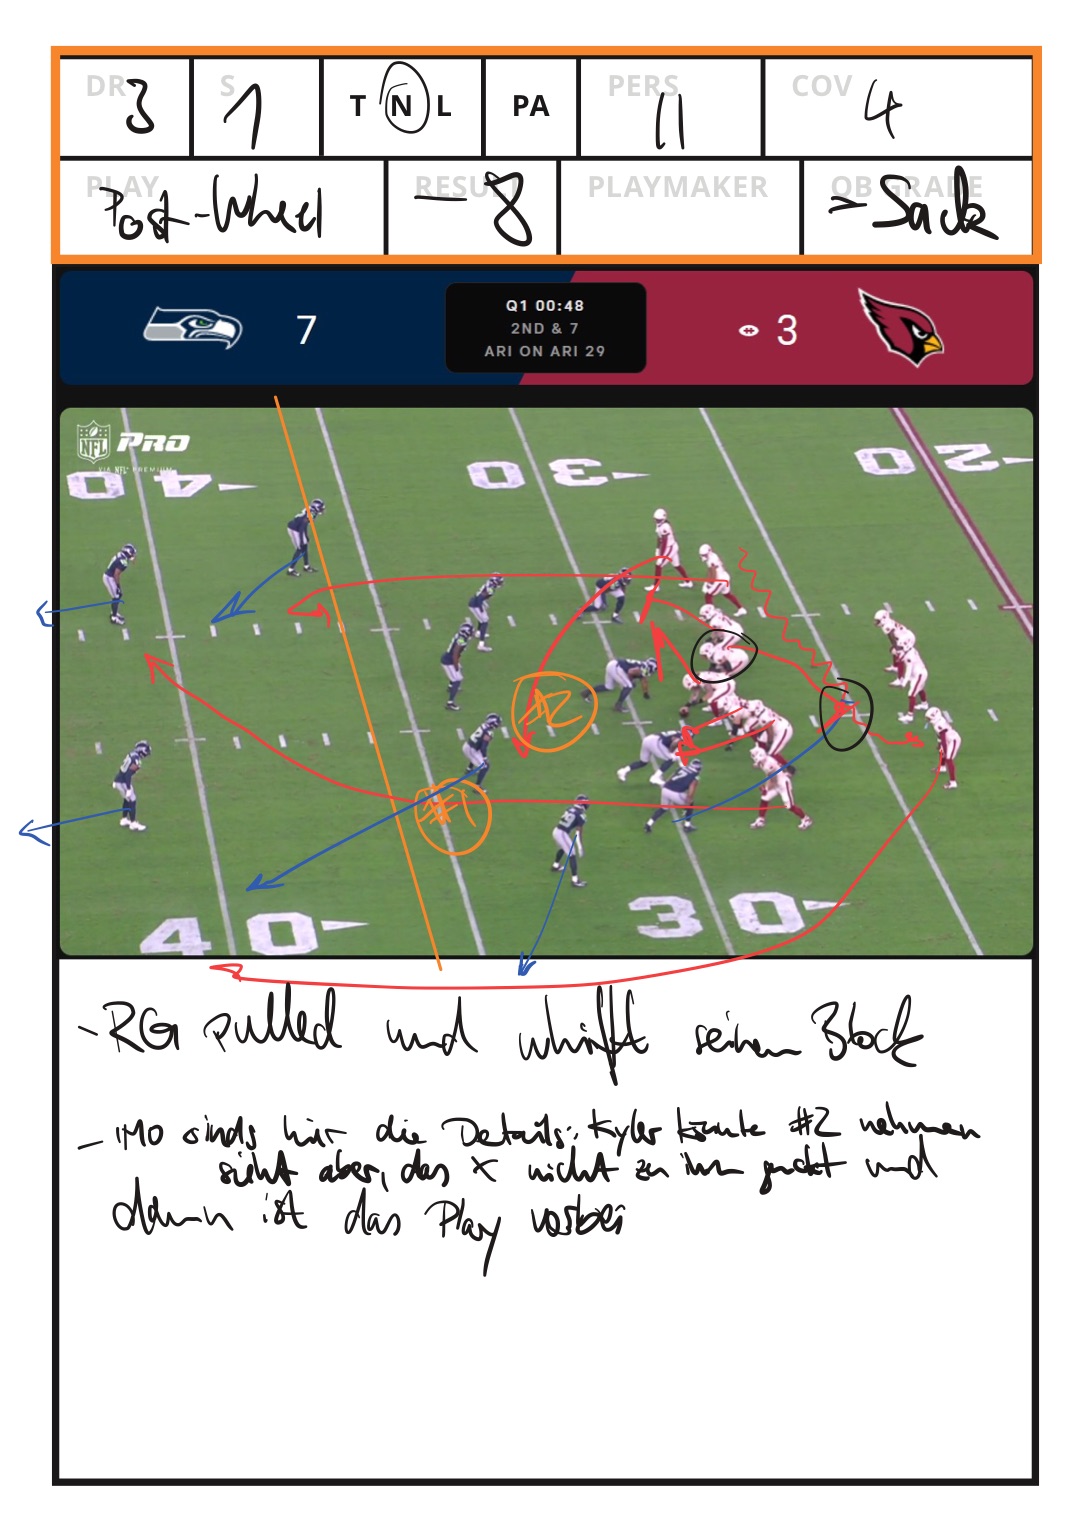 DR 3 S 1 T N L PA PERS 11 COV 4
PLAY Post-Wheel RESULT -8 PLAYMAKER QB GRADE = Sack
7 Q1 00:48 3
2ND & 7
ARI ON ARI 29
NFL PRO
VIA NFL+ PREMIUM
40 30 20
#2
#1
40 30
- RG pulled und whifft seinen Block
- IMO sinds hier die Details: Kyler könnte #2 nehmen
sieht aber, das X nicht zu ihm guckt und
dann ist das Play vorbei